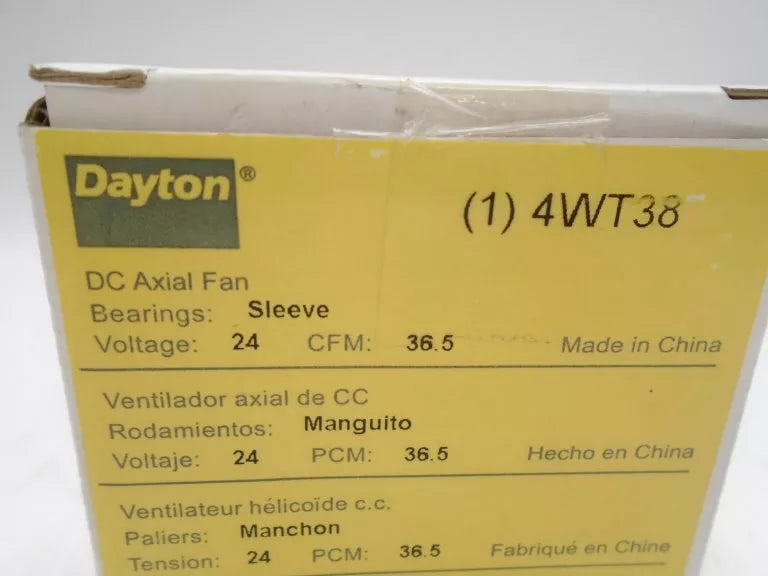 Dayton®
(1) 4WT38
DC Axial Fan
Bearings: Sleeve
Voltage: 24 CFM: 36.5 Made in China
Ventilador axial de CC
Rodamientos: Manguito
Voltaje: 24 PCM: 36.5 Hecho en China
Ventilateur hélicoïde c.c.
Paliers: Manchon
Tension: 24 PCM: 36.5 Fabriqué en Chine